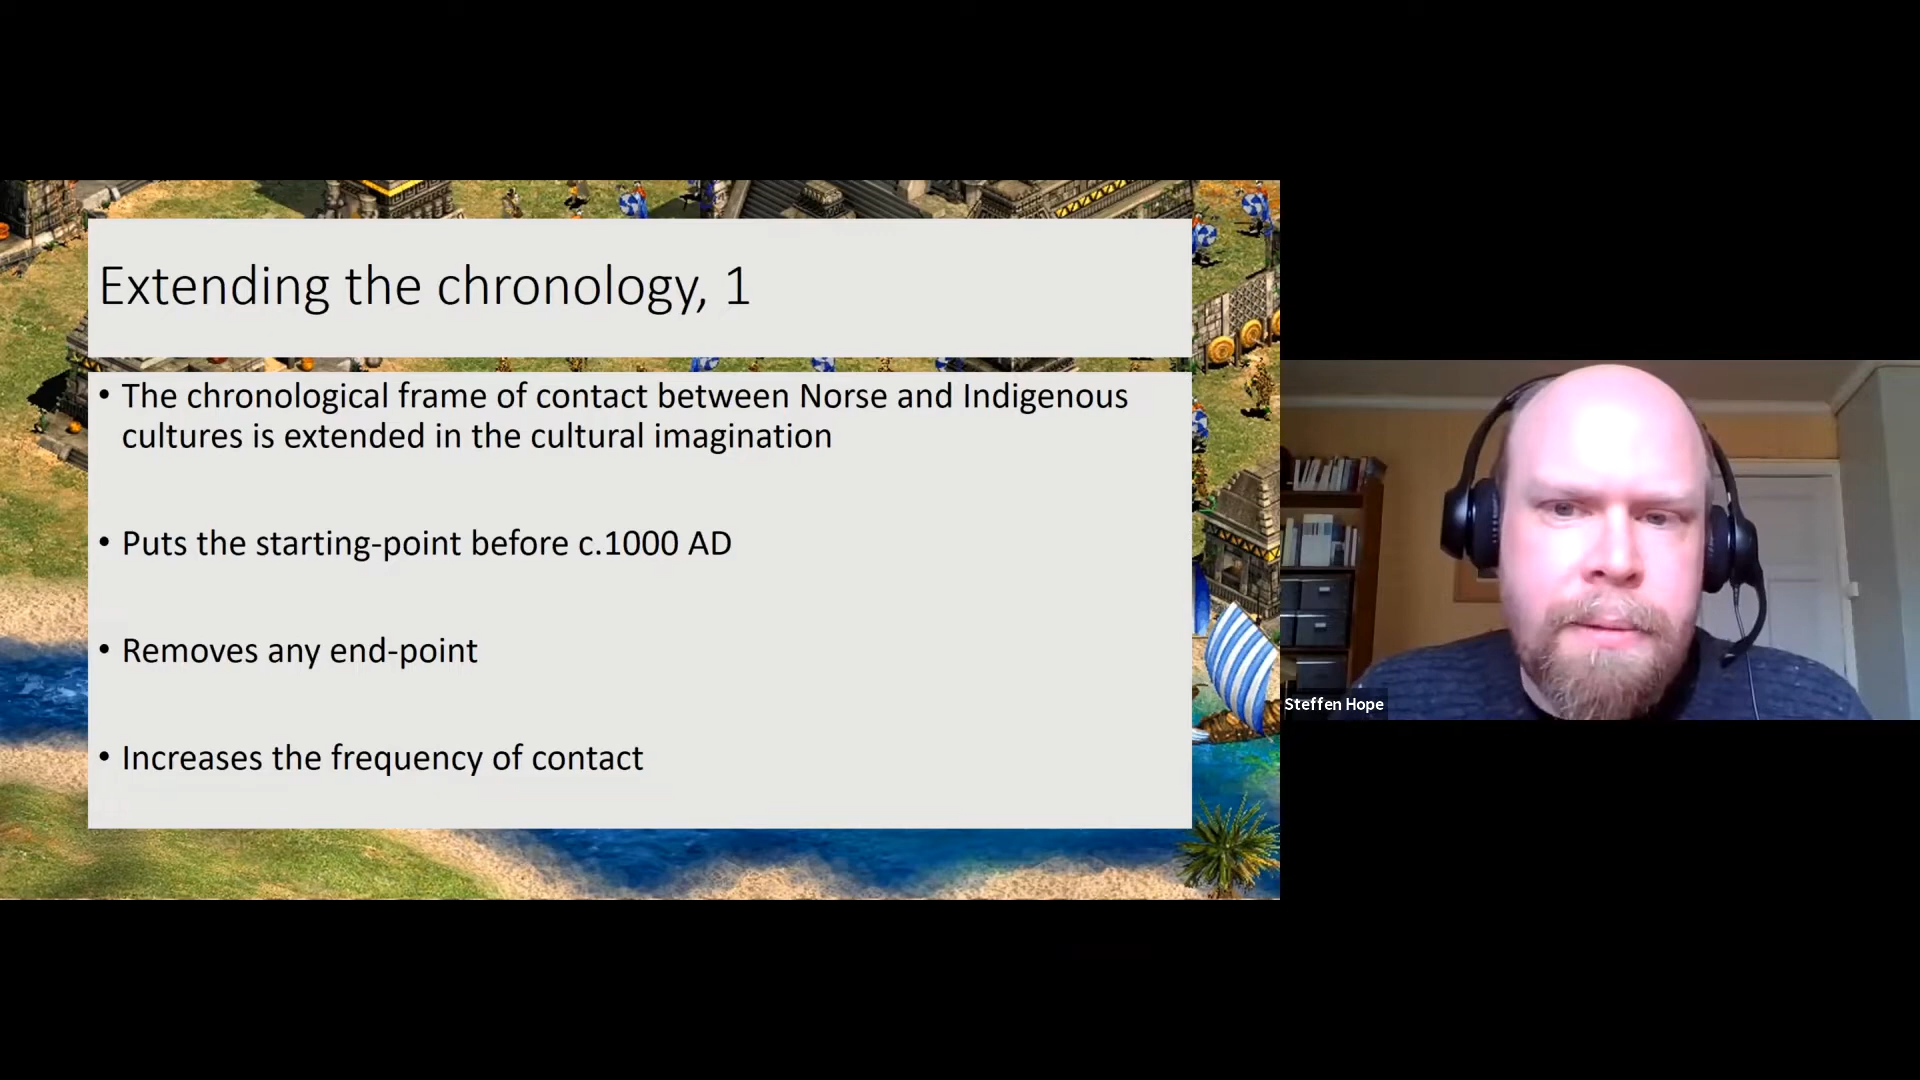 Extending the chronology, 1
• The chronological frame of contact between Norse and Indigenous
cultures is extended in the cultural imagination
• Puts the starting-point before c.1000 AD
• Removes any end-point
• Increases the frequency of contact
Steffen Hope